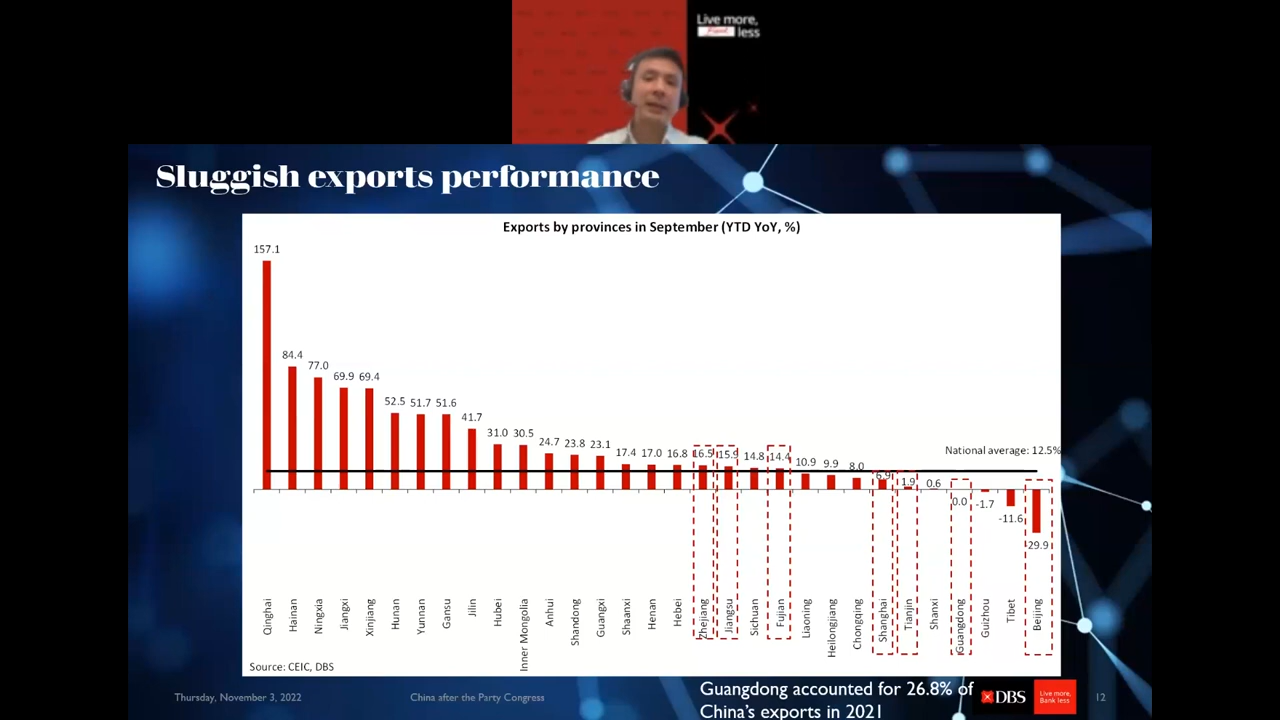 Live more,
less
Sluggish exports performance
Exports by provinces in September (YTD YoY, %)
157.1
84.4
77.0
69.9
69.4
52.5
51.7
51.6
41.7
31.0
30.5
24.7
23.8
23.1
17.4
17.0
16.8
16.5
15.9
14.8
14.4
10.9
9.9
8.0
6.9
1.9
0.6
0.0
-1.7
-11.6
-29.9
National average: 12.5%
Qinghai
Hainan
Ningxia
Jiangxi
Xinjiang
Hunan
Yunnan
Gansu
Jilin
Hubei
Inner Mongolia
Anhui
Shandong
Guangxi
Shaanxi
Henan
Hebei
Zhejiang
Jiangsu
Sichuan
Fujian
Liaoning
Heilongjiang
Chongqing
Shanghai
Tianjin
Shanxi
Guangdong
Guizhou
Tibet
Beijing
Source: CEIC, DBS
Thursday, November 3, 2022
China after the Party Congress
Guangdong accounted for 26.8% of
China's exports in 2021
DBS
Live more,
Bank less
12